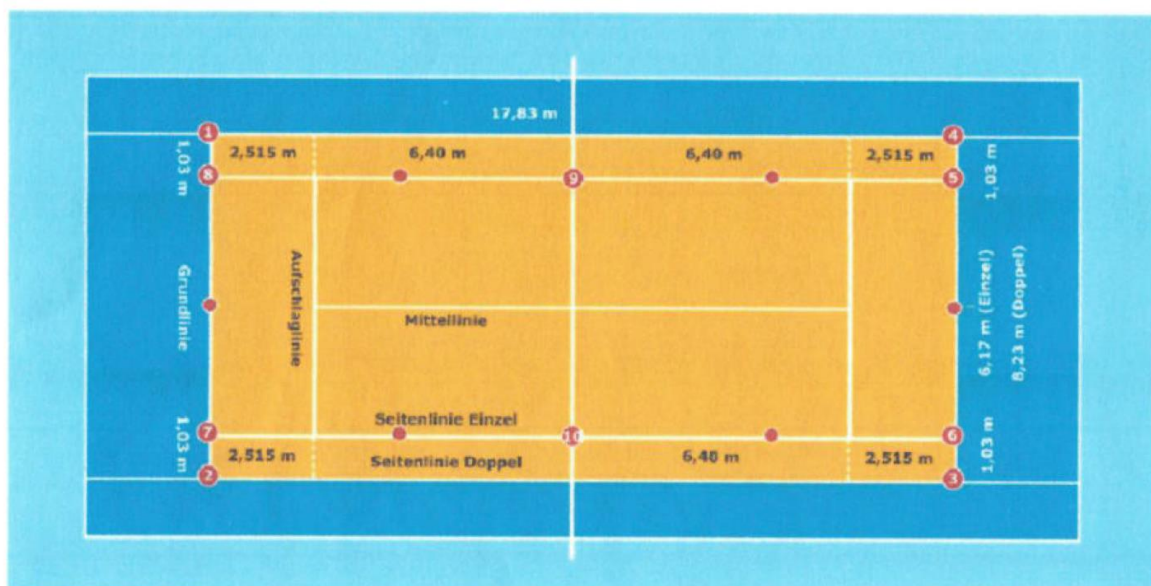 17,83 m
1
4
2,515 m
6,40 m
6,40 m
2,515 m
1,03 m
1,03 m
8
9
5
Aufschlaglinie
Grundlinie
Mittellinie
6,17 m (Einzel)
8,23 m (Doppel)
Seitenlinie Einzel
7
10
6
1,03 m
2,515 m
Seitenlinie Doppel
6,40 m
2,515 m
1,03 m
2
3